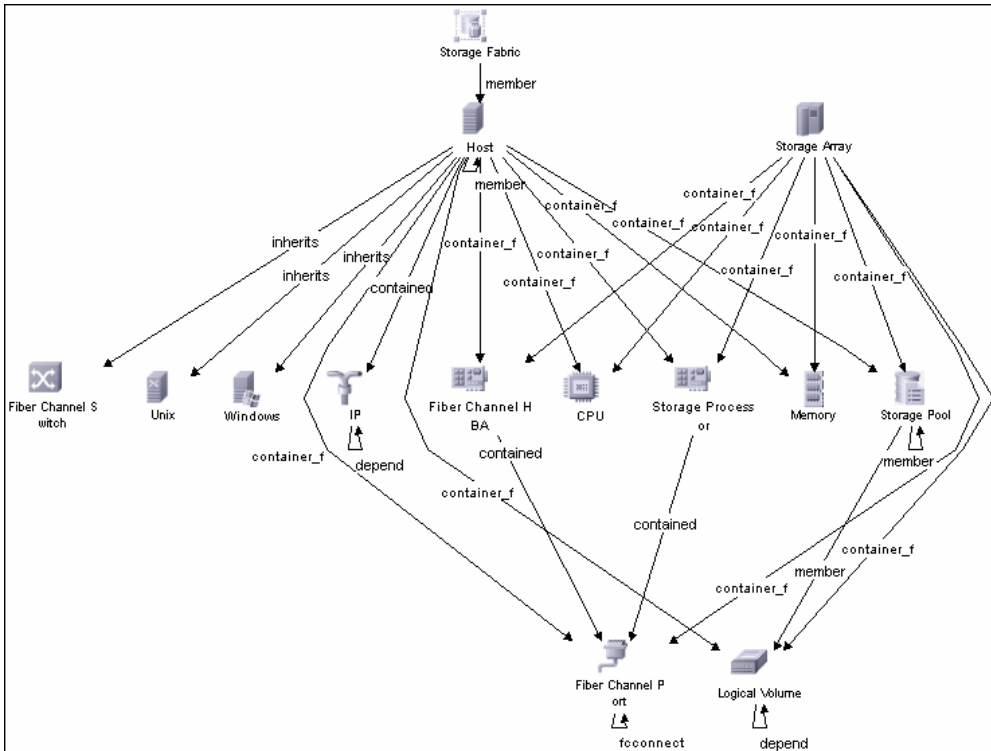 Storage Fabric
member
Host
Storage Array
member
container_f
container_f
container_f
inherits
container_f
container_f
container_f
container_f
inherits
inherits
contained
container_f
container_f
container_f
container_f
Fiber Channel S
witch
Unix
Windows
IP
Fiber Channel H
BA
CPU
Storage Process
or
Memory
Storage Pool
depend
contained
member
container_f
container_f
contained
container_f
member
container_f
Fiber Channel P
ort
Logical Volume
fcconnect
depend